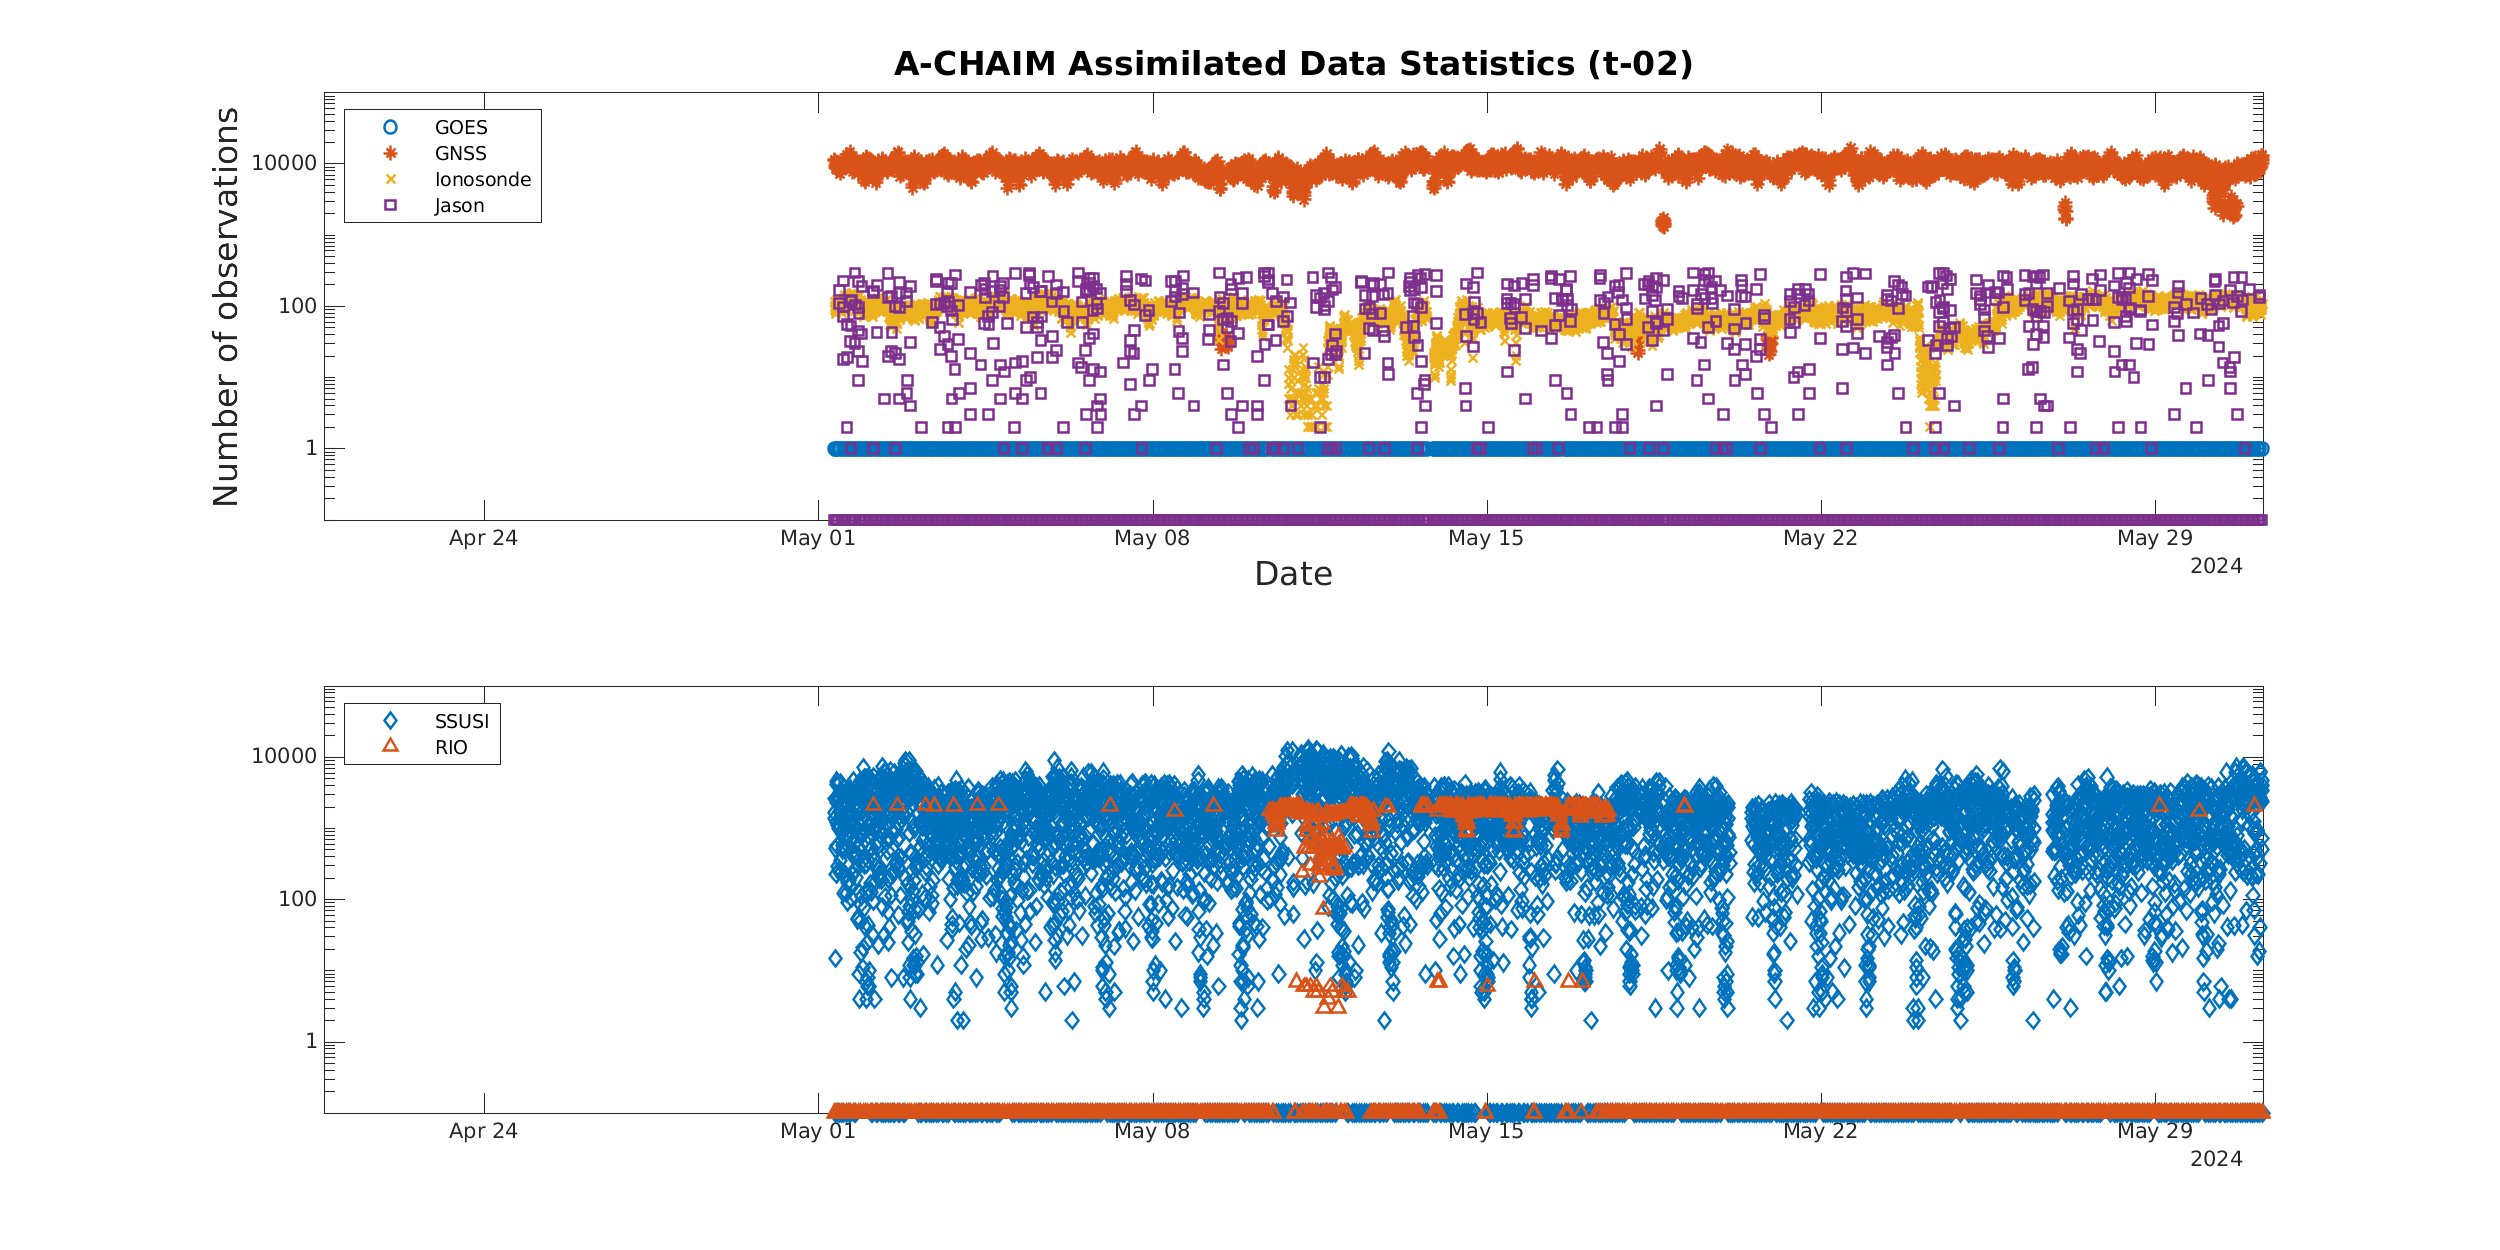 A-CHAIM Assimilated Data Statistics (t-02)
Number of observations
10000
100
1
GOES
GNSS
Ionosonde
Jason
Apr 24
May 01
May 08
May 15
May 22
May 29
2024
Date
10000
100
1
SSUSI
RIO
Apr 24
May 01
May 08
May 15
May 22
May 29
2024